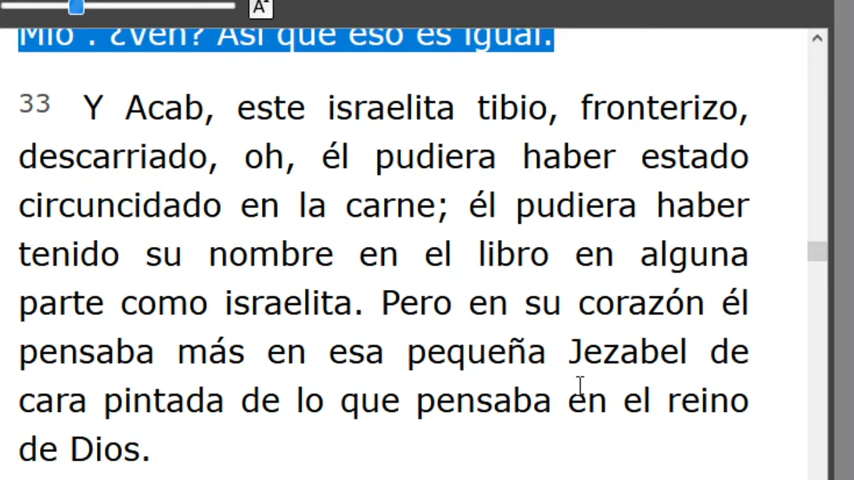 A
Mío". ¿Ven? Así que eso es igual.
33 Y Acab, este israelita tibio, fronterizo,
descarriado, oh, él pudiera haber estado
circuncidado en la carne; él pudiera haber
tenido su nombre en el libro en alguna
parte como israelita. Pero en su corazón él
pensaba más en esa pequeña Jezabel de
cara pintada de lo que pensaba en el reino
de Dios.